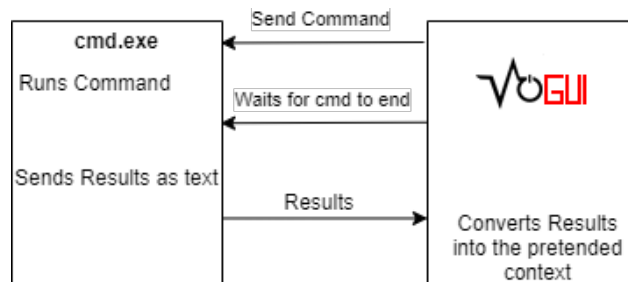 Send Command
cmd.exe
Runs Command
VOGUI
Waits for cmd to end
Sends Results as text
Results
Converts Results
into the pretended
context